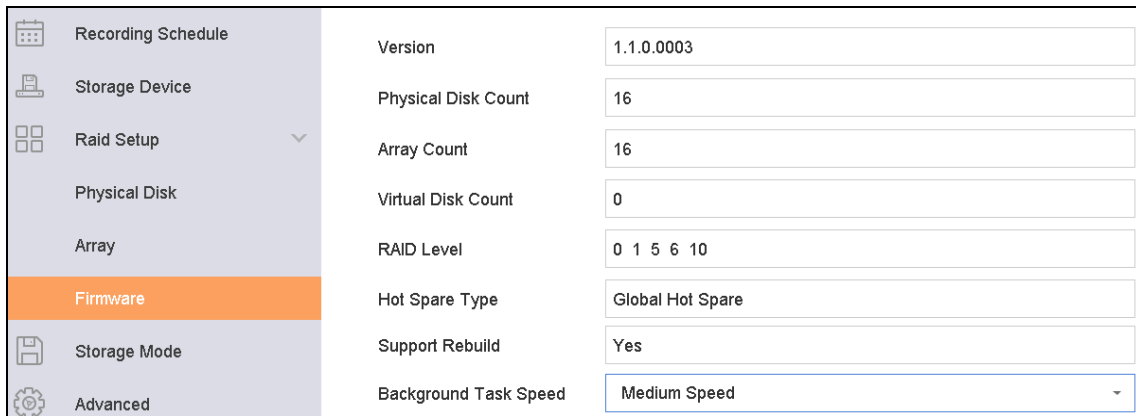 Recording Schedule
Storage Device
Raid Setup
Physical Disk
Array
Firmware
Storage Mode
Advanced
Version 1.1.0.0003
Physical Disk Count 16
Array Count 16
Virtual Disk Count 0
RAID Level 0 1 5 6 10
Hot Spare Type Global Hot Spare
Support Rebuild Yes
Background Task Speed Medium Speed